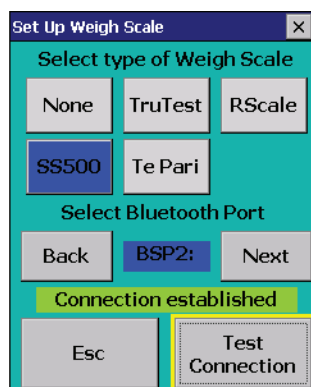 Set Up Weigh Scale
Select type of Weigh Scale
None TruTest RScale
SS500 Te Pari
Select Bluetooth Port
Back BSP2: Next
Connection established
Esc Test
Connection